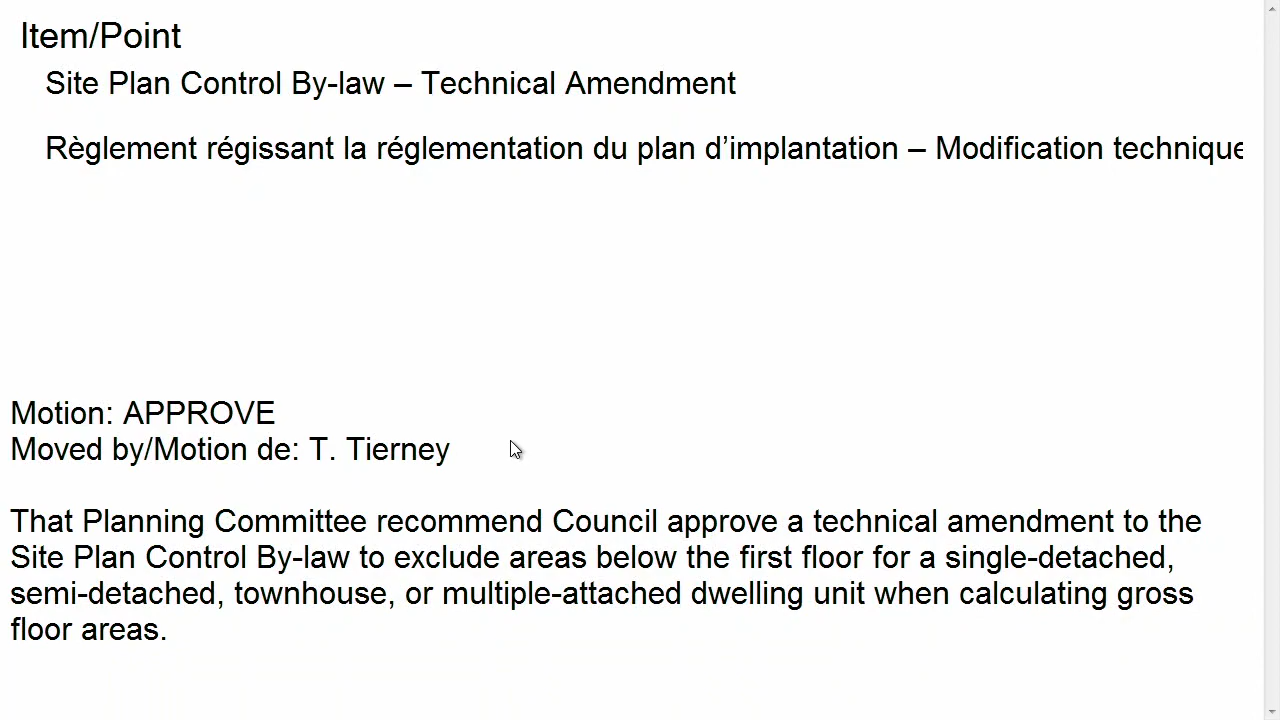 Item/Point
Site Plan Control By-law – Technical Amendment
Règlement régissant la réglementation du plan d’implantation – Modification technique
Motion: APPROVE
Moved by/Motion de: T. Tierney
That Planning Committee recommend Council approve a technical amendment to the
Site Plan Control By-law to exclude areas below the first floor for a single-detached,
semi-detached, townhouse, or multiple-attached dwelling unit when calculating gross
floor areas.